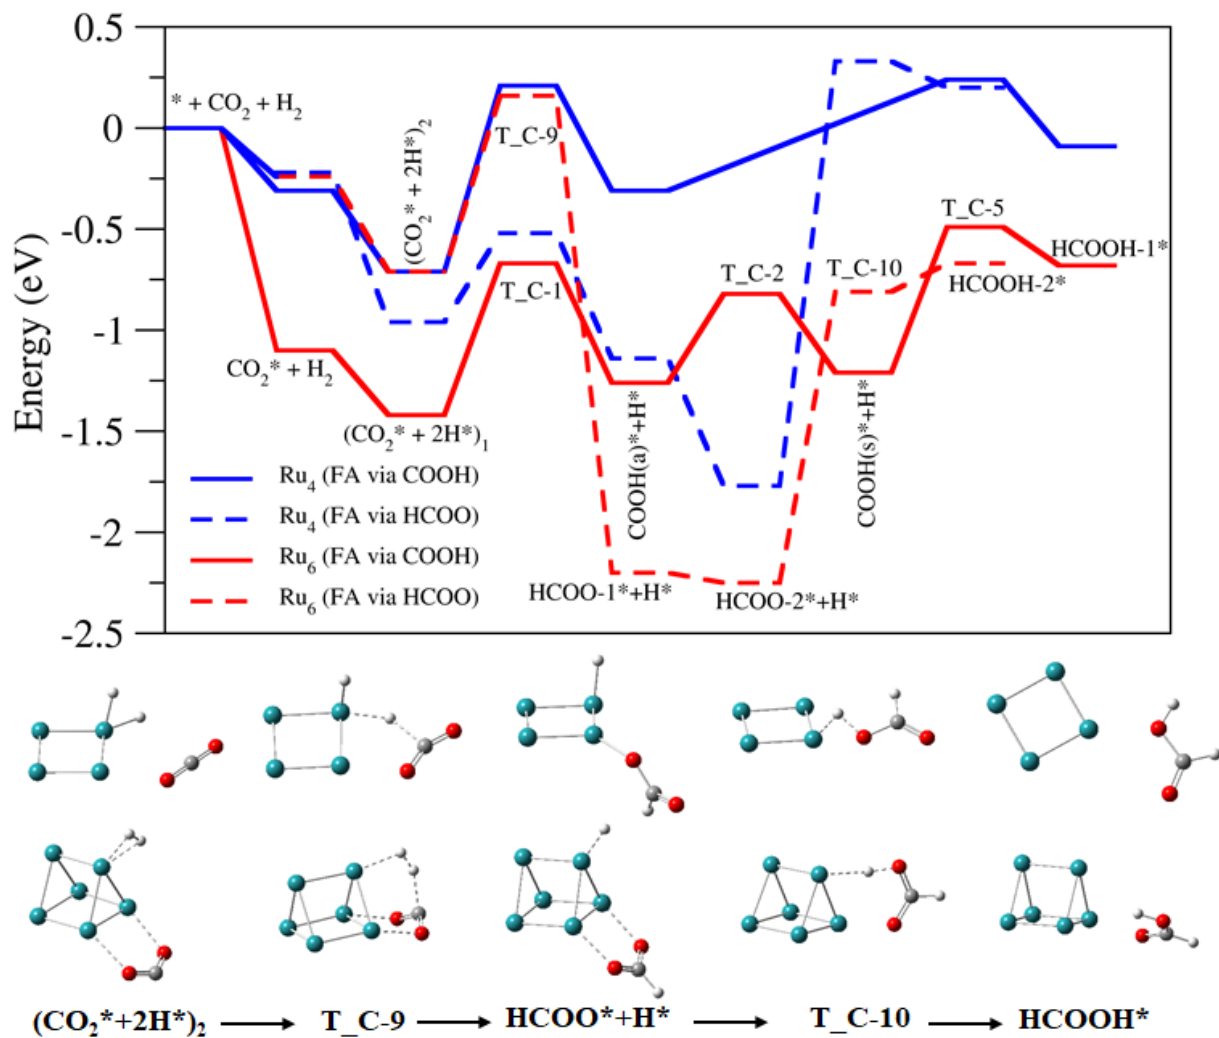 0.5
0
-0.5
-1
-1.5
-2
-2.5
Energy (eV)
* + CO₂ + H₂
(CO₂* + 2H*)₂
T_C-9
T_C-5
HCOOH-1*
T_C-1
T_C-2
T_C-10
HCOOH-2*
CO₂* + H₂
(CO₂* + 2H*)₁
COOH(a)*+H*
COOH(s)*+H*
HCOO-1*+H*
HCOO-2*+H*
Ru₄ (FA via COOH)
Ru₄ (FA via HCOO)
Ru₆ (FA via COOH)
Ru₆ (FA via HCOO)
(CO₂*+2H*)₂ → T_C-9 → HCOO*+H* → T_C-10 → HCOOH*